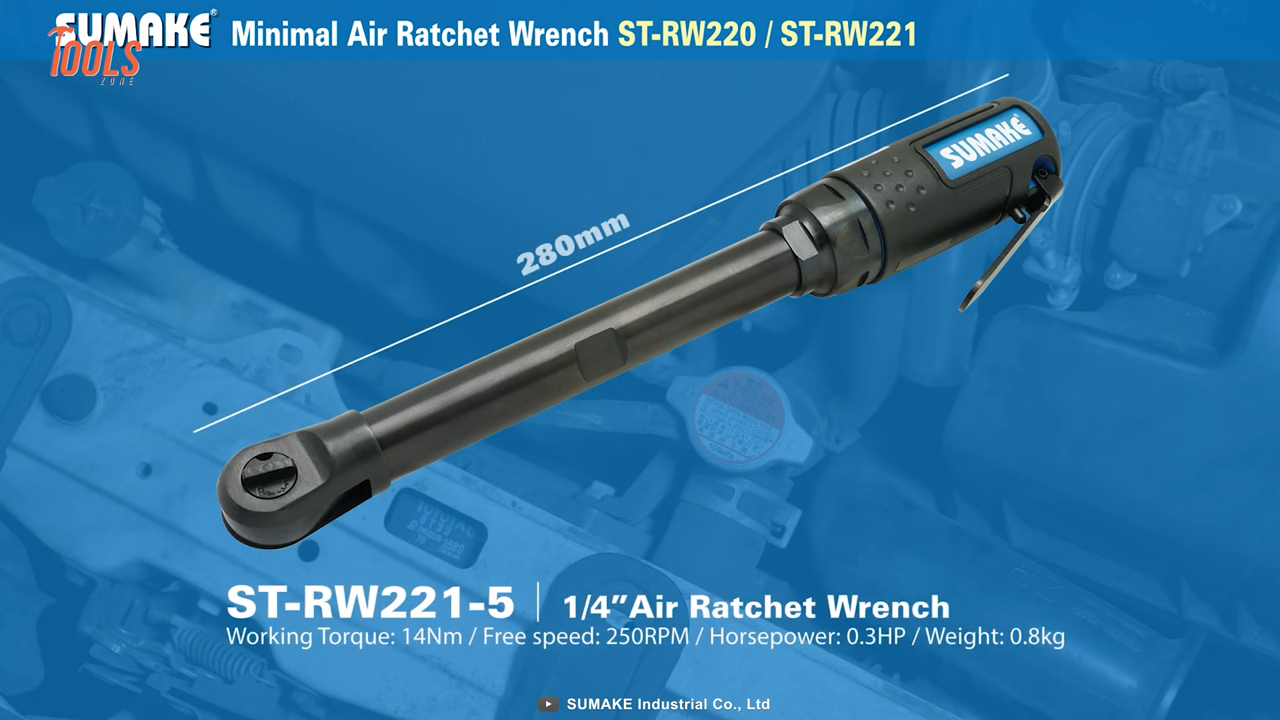 SUMAKE® Minimal Air Ratchet Wrench ST-RW220 / ST-RW221
TOOLS
ZONE
SUMAKE
280mm
ST-RW221-5 | 1/4” Air Ratchet Wrench
Working Torque: 14Nm / Free speed: 250RPM / Horsepower: 0.3HP / Weight: 0.8kg
SUMAKE Industrial Co., Ltd